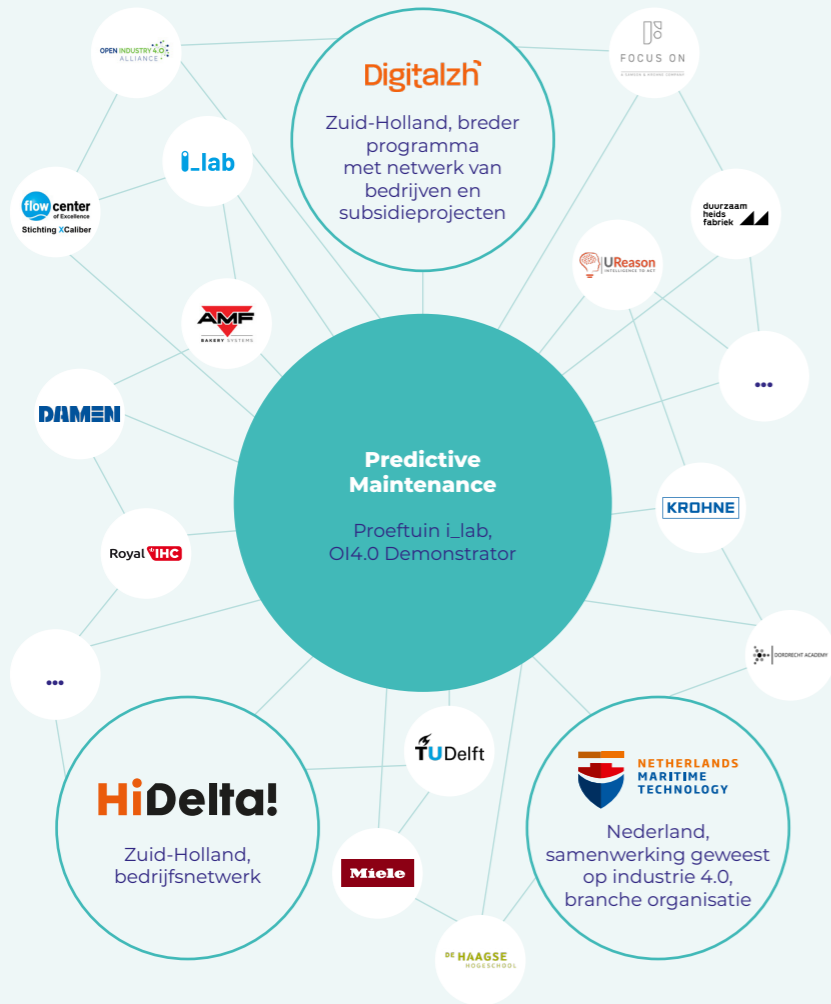 OPEN INDUSTRY 4.0
ALLIANCE
FOCUS ON
Digitalzh
Zuid-Holland, breder
programma
met netwerk van
bedrijven en
subsidieprojecten
i_lab
flow center
of Excellence
Stichting XCaliber
duurzaam
heids
fabriek
UReason
INTELLIGENCE TO ACT
AMF
BAKERY SYSTEMS
...
DAMEN
Predictive
Maintenance
Proeftuin i_lab,
OI4.0 Demonstrator
KROHNE
Royal IHC
...
DORDRECHT ACADEMY
TU Delft
HiDelta!
Zuid-Holland,
bedrijfsnetwerk
NETHERLANDS
MARITIME
TECHNOLOGY
Nederland,
samenwerking geweest
op industrie 4.0,
branche organisatie
Miele
DE HAAGSE
HOGESCHOOL